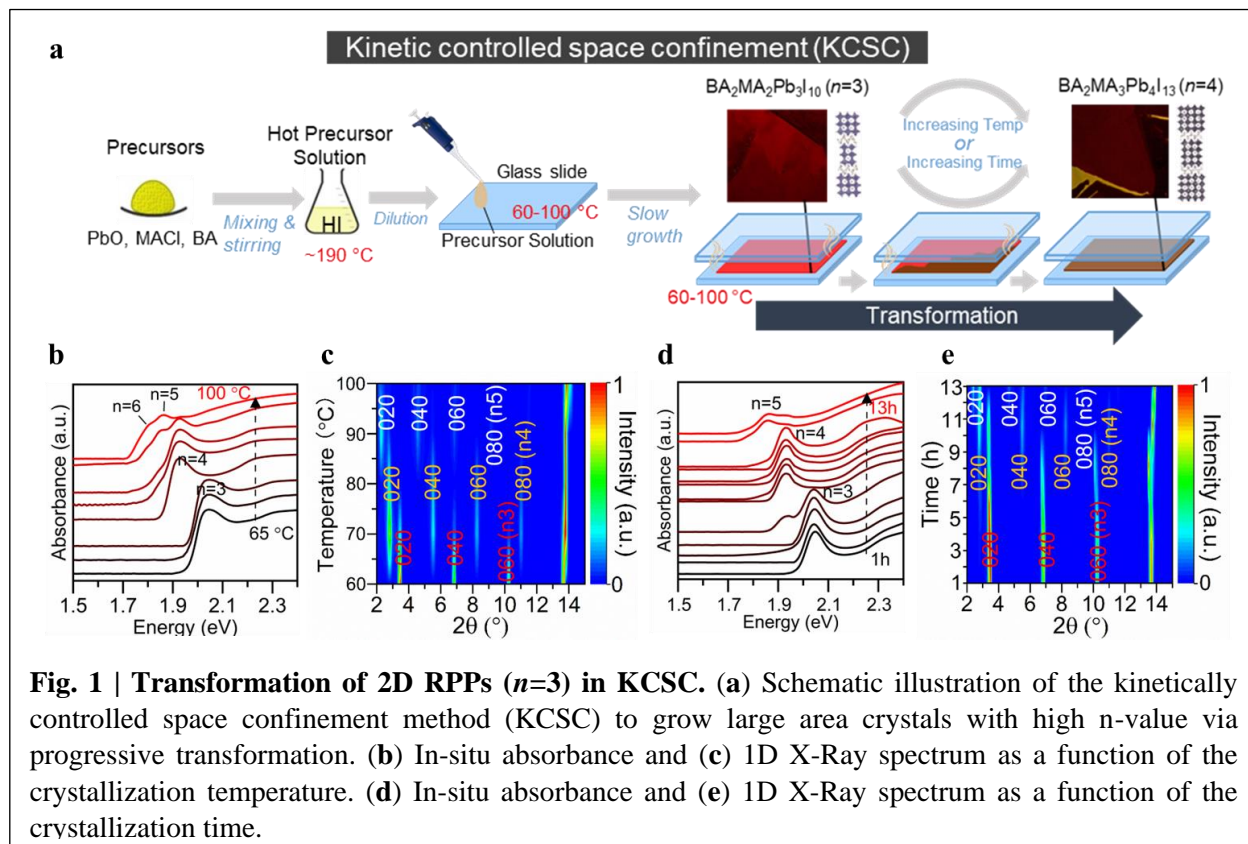 a
Kinetic controlled space confinement (KCSC)
BA₂MA₂Pb₃I₁₀ (n=3)
BA₂MA₃Pb₄I₁₃ (n=4)
Increasing Temp
or
Increasing Time
Precursors
PbO, MACl, BA
Mixing &
stirring
Hot Precursor
Solution
HI
~190 °C
Dilution
Glass slide
60-100 °C
Precursor Solution
Slow
growth
60-100 °C
Transformation
b
Absorbance (a.u.)
n=6
n=5
100 °C
n=4
n=3
65 °C
1.5 1.9 2.3
Energy (eV)
c
Temperature (°C)
100
90
80
70
60
020 040 060 080 (n5)
020 040 060 080 (n4)
020 040 060 (n3)
2 4 6 8 10 12 14
2θ (°)
1
0
Intensity (a.u.)
d
Absorbance (a.u.)
n=5
13h
n=4
n=3
1h
1.5 1.9 2.3
Energy (eV)
e
Time (h)
13
12
11
10
9
8
7
6
5
4
3
2
1
020 040 060 080 (n5)
020 040 060 080 (n4)
020 040 060 (n3)
2 4 6 8 10 12 14
2θ (°)
1
0
Intensity (a.u.)
Fig. 1 | Transformation of 2D RPPs (n=3) in KCSC. (a) Schematic illustration of the kinetically
controlled space confinement method (KCSC) to grow large area crystals with high n-value via
progressive transformation. (b) In-situ absorbance and (c) 1D X-Ray spectrum as a function of the
crystallization temperature. (d) In-situ absorbance and (e) 1D X-Ray spectrum as a function of the
crystallization time.